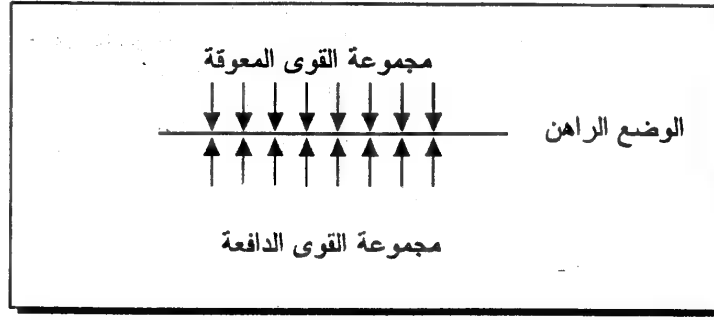 مجموعة القوى المعوقة
الوضع الراهن
مجموعة القوى الدافعة